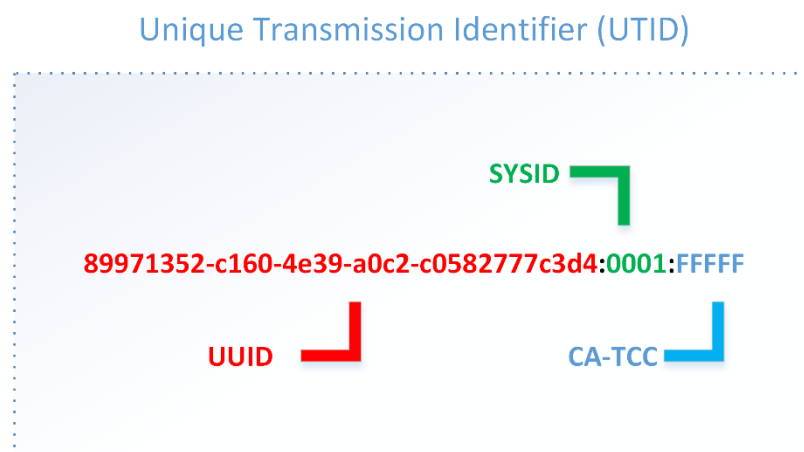 Unique Transmission Identifier (UTID)
SYSID
89971352-c160-4e39-a0c2-c0582777c3d4:0001:FFFFF
UUID
CA-TCC